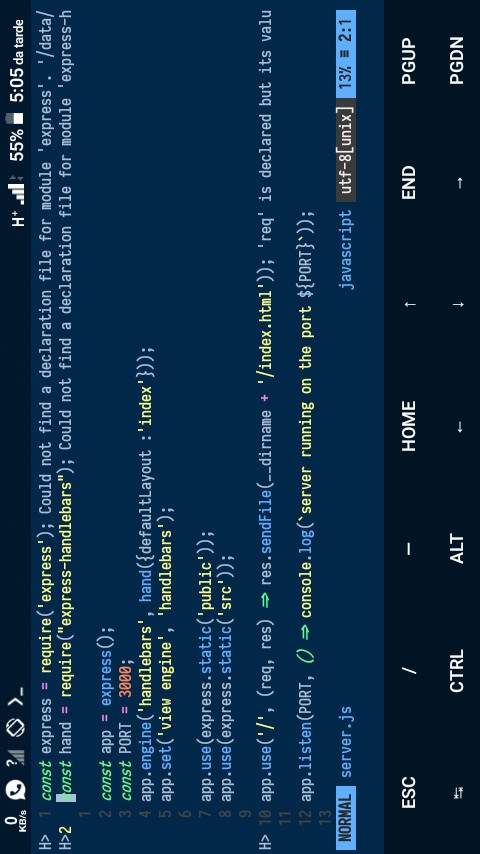 0 KB/s ? >_ H+ 55% 5:05 da tarde
H> 1 const express = require('express'); Could not find a declaration file for module 'express'. '/data/
H>2 const hand = require("express-handlebars"); Could not find a declaration file for module 'express-h
1
2 const app = express();
3 const PORT = 3000;
4 app.engine('handlebars', hand({defaultLayout :'index'}));
5 app.set('view engine', 'handlebars');
6
7 app.use(express.static('public'));
8 app.use(express.static('src'));
9
H> 10 app.use('/', (req, res) => res.sendFile(__dirname + '/index.html')); 'req' is declared but its valu
11
12 app.listen(PORT, () => console.log(`server running on the port ${PORT}`));
13
NORMAL server.js javascript utf-8[unix] 13% ≡ 2:1
ESC / — HOME ↑ END PGUP
↹ CTRL ALT ← ↓ → PGDN